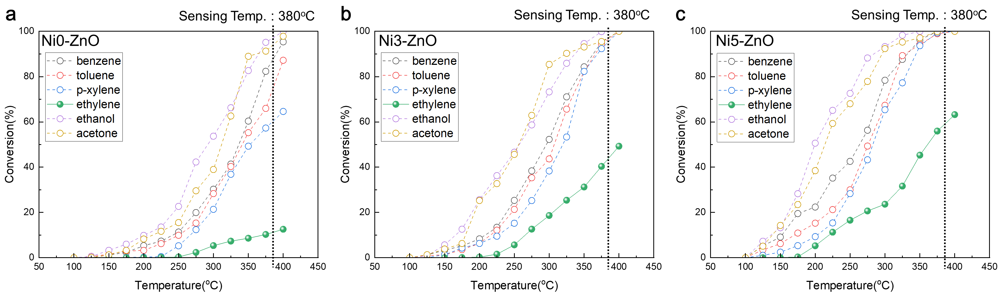 a
Sensing Temp. : 380°C
Ni0-ZnO
benzene
toluene
p-xylene
ethylene
ethanol
acetone
Conversion(%)
100
80
60
40
20
0
50 100 150 200 250 300 350 400 450
Temperature(°C)
b
Sensing Temp. : 380°C
Ni3-ZnO
benzene
toluene
p-xylene
ethylene
ethanol
acetone
Conversion(%)
100
80
60
40
20
0
50 100 150 200 250 300 350 400 450
Temperature(°C)
c
Sensing Temp. : 380°C
Ni5-ZnO
benzene
toluene
p-xylene
ethylene
ethanol
acetone
Conversion(%)
100
80
60
40
20
0
50 100 150 200 250 300 350 400 450
Temperature(°C)